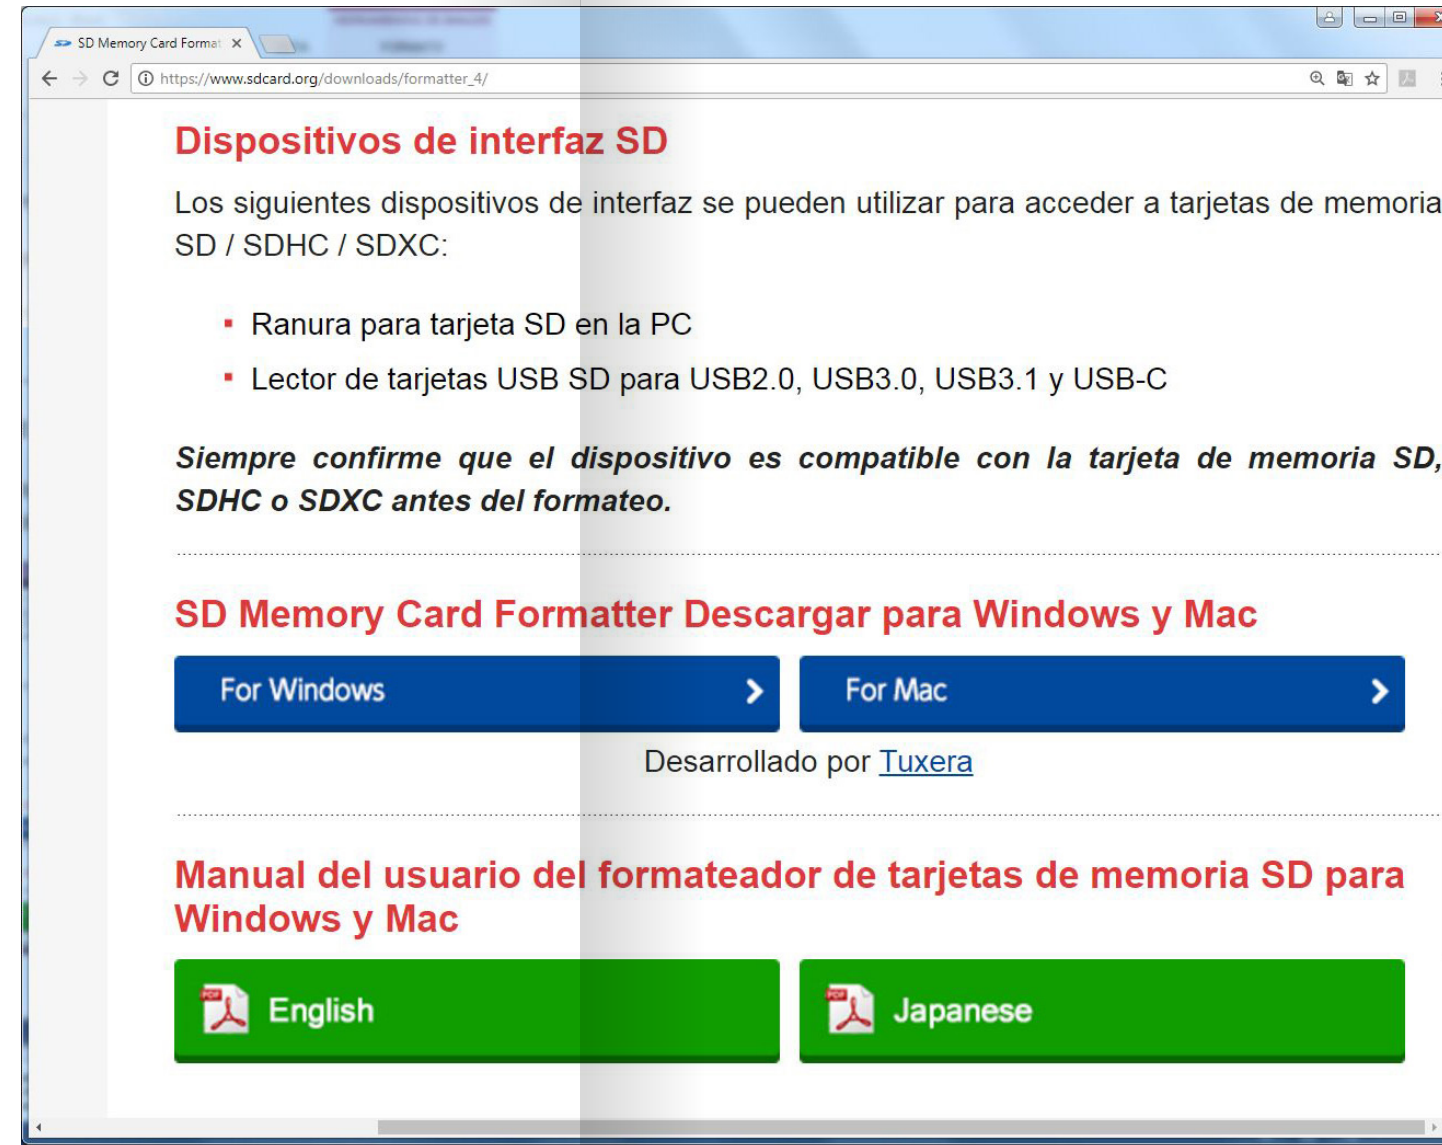 SD Memory Card Format
https://www.sdcard.org/downloads/formatter_4/
Dispositivos de interfaz SD
Los siguientes dispositivos de interfaz se pueden utilizar para acceder a tarjetas de memoria
SD / SDHC / SDXC:
Ranura para tarjeta SD en la PC
Lector de tarjetas USB SD para USB2.0, USB3.0, USB3.1 y USB-C
Siempre confirme que el dispositivo es compatible con la tarjeta de memoria SD,
SDHC o SDXC antes del formateo.
SD Memory Card Formatter Descargar para Windows y Mac
For Windows
For Mac
Desarrollado por Tuxera
Manual del usuario del formateador de tarjetas de memoria SD para
Windows y Mac
PDF English
PDF Japanese